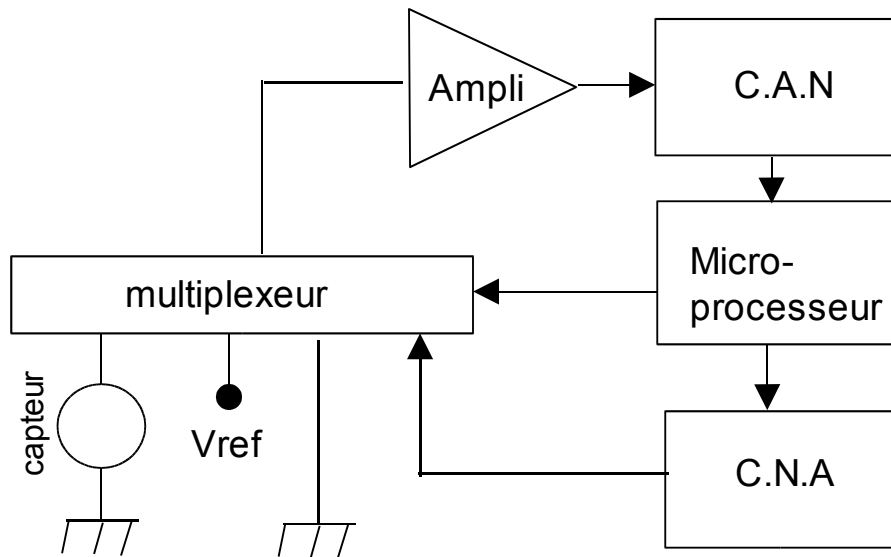 Ampli
C.A.N
multiplexeur
Micro-
processeur
capteur
Vref
C.N.A